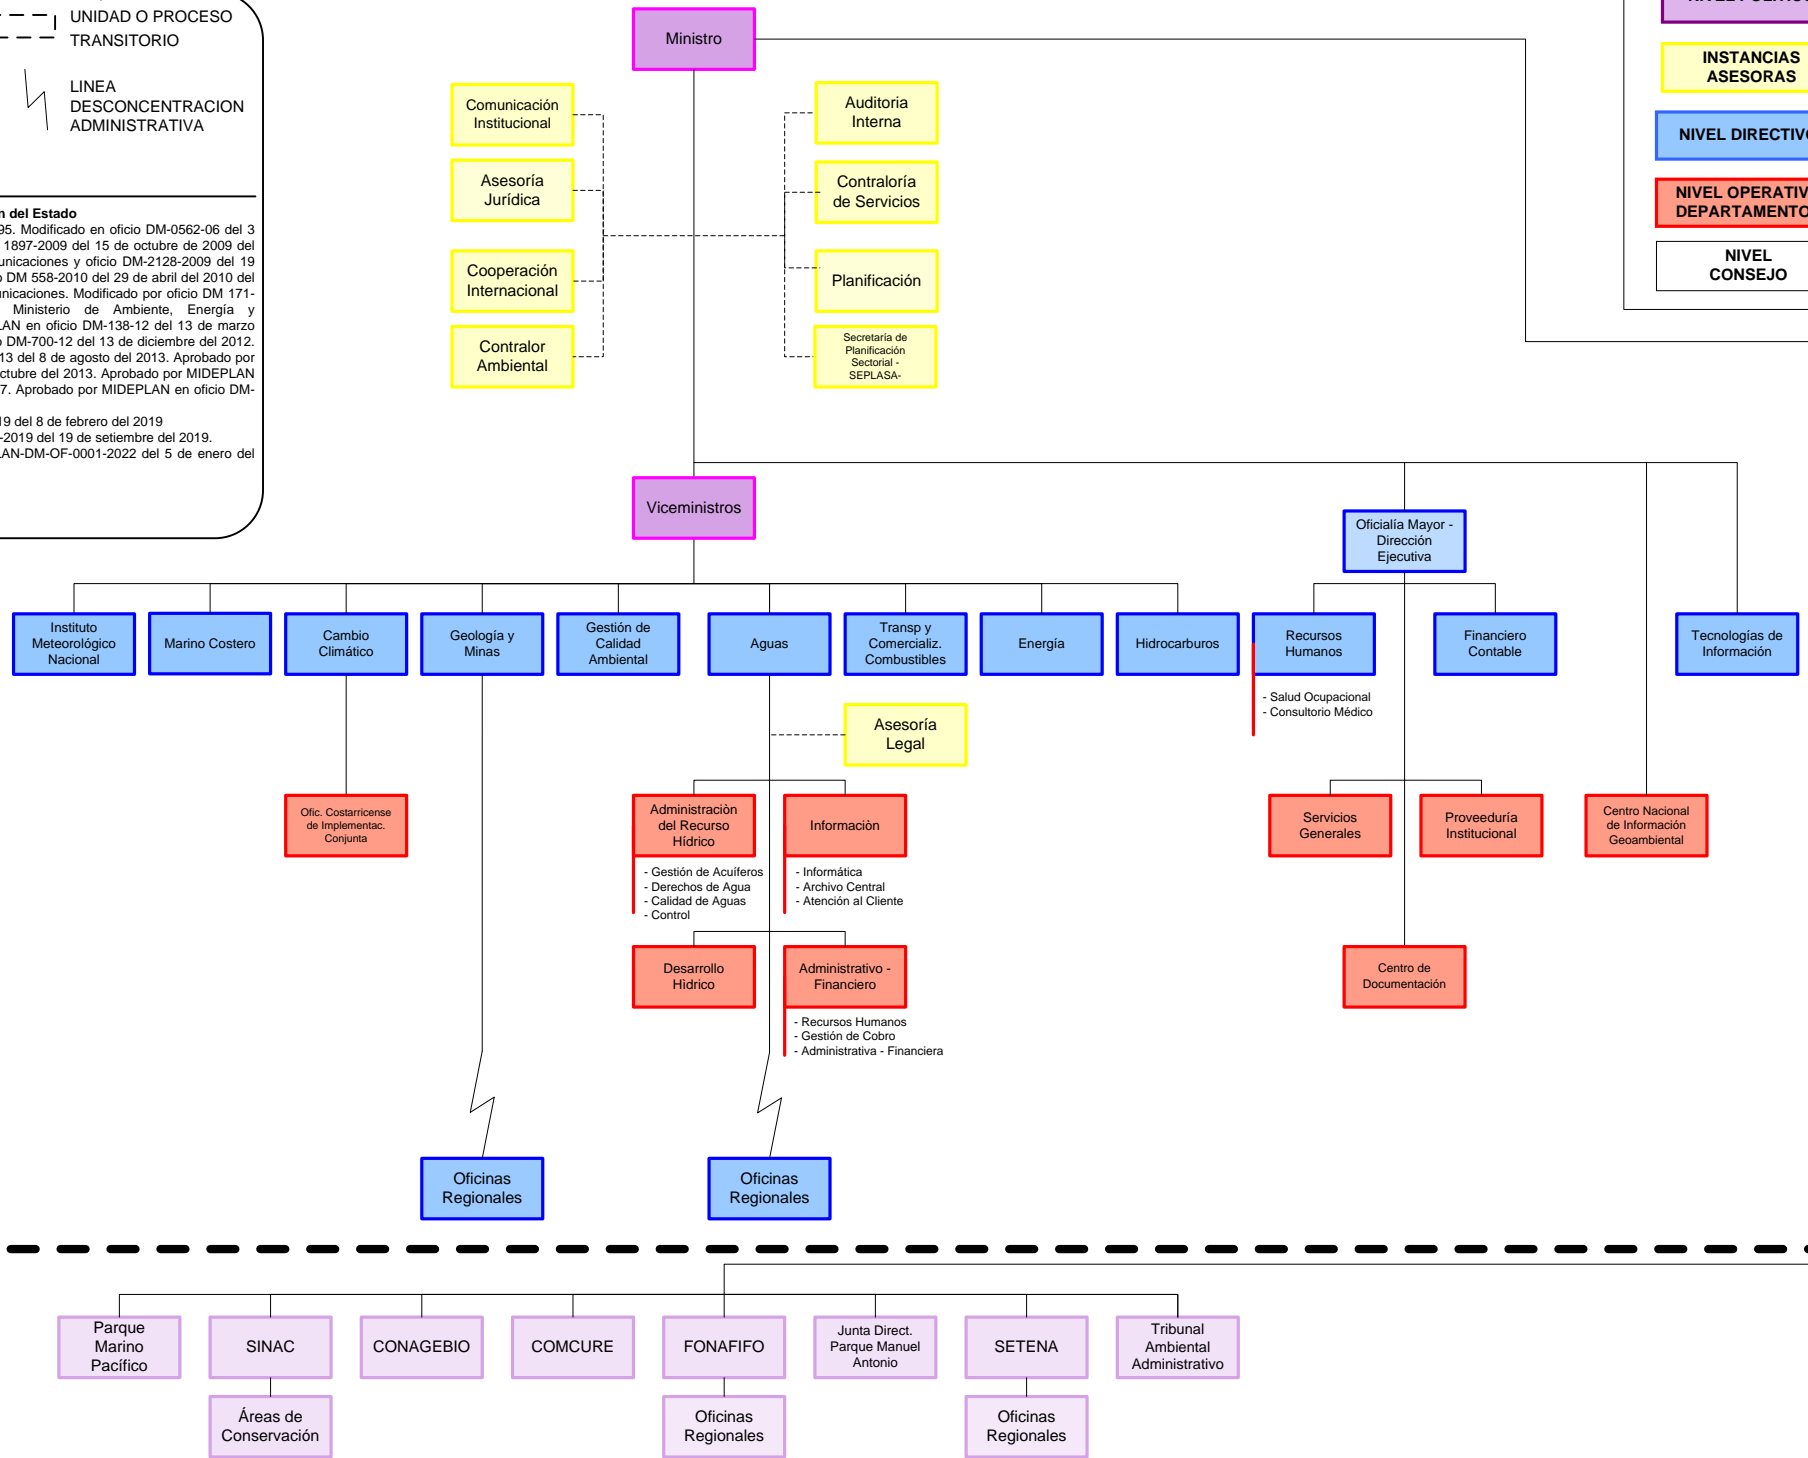 UNIDAD O PROCESO
TRANSITORIO
LINEA
DESCONCENTRACION
ADMINISTRATIVA
del Estado
95. Modificado en oficio DM-0562-06 del 3
1897-2009 del 15 de octubre de 2009 del
y oficio DM-2128-2009 del 19
DM 558-2010 del 29 de abril del 2010 del
Modificado por oficio DM 171-
Ministerio de Ambiente, Energía y
en oficio DM-138-12 del 13 de marzo
DM-700-12 del 13 de diciembre del 2012.
13 del 8 de agosto del 2013. Aprobado por
del 2013. Aprobado por MIDEPLAN
7. Aprobado por MIDEPLAN en oficio DM-
19 del 8 de febrero del 2019
-2019 del 19 de setiembre del 2019.
LAN-DM-OF-0001-2022 del 5 de enero del
Ministro
Comunicación
Institucional
Asesoría
Jurídica
Cooperación
Internacional
Contralor
Ambiental
Auditoria
Interna
Contraloría
de Servicios
Planificación
Secretaría de
Planificación
Sectorial -
SEPLASA-
INSTANCIAS
ASESORAS
NIVEL DIRECTIVO
NIVEL OPERATIV
DEPARTAMENTO
NIVEL
CONSEJO
Viceministros
Oficialía Mayor -
Dirección
Ejecutiva
Instituto
Meteorológico
Nacional
Marino Costero
Cambio
Climático
Geología y
Minas
Gestión de
Calidad
Ambiental
Aguas
Transp y
Comercializ.
Combustibles
Energía
Hidrocarburos
Recursos
Humanos
Financiero
Contable
Tecnologías de
Información
- Salud Ocupacional
- Consultorio Médico
Asesoría
Legal
Ofic. Costarricense
de Implementac.
Conjunta
Administraciòn
del Recurso
Hídrico
Informaciòn
Servicios
Generales
Proveeduría
Institucional
Centro Nacional
de Información
Geoambiental
- Gestión de Acuíferos
- Derechos de Agua
- Calidad de Aguas
- Control
- Informática
- Archivo Central
- Atención al Cliente
Desarrollo
Hìdrico
Administrativo -
Financiero
Centro de
Documentación
- Recursos Humanos
- Gestión de Cobro
- Administrativa - Financiera
Oficinas
Regionales
Oficinas
Regionales
Parque
Marino
Pacífico
SINAC
CONAGEBIO
COMCURE
FONAFIFO
Junta Direct.
Parque Manuel
Antonio
SETENA
Tribunal
Ambiental
Administrativo
Áreas de
Conservación
Oficinas
Regionales
Oficinas
Regionales